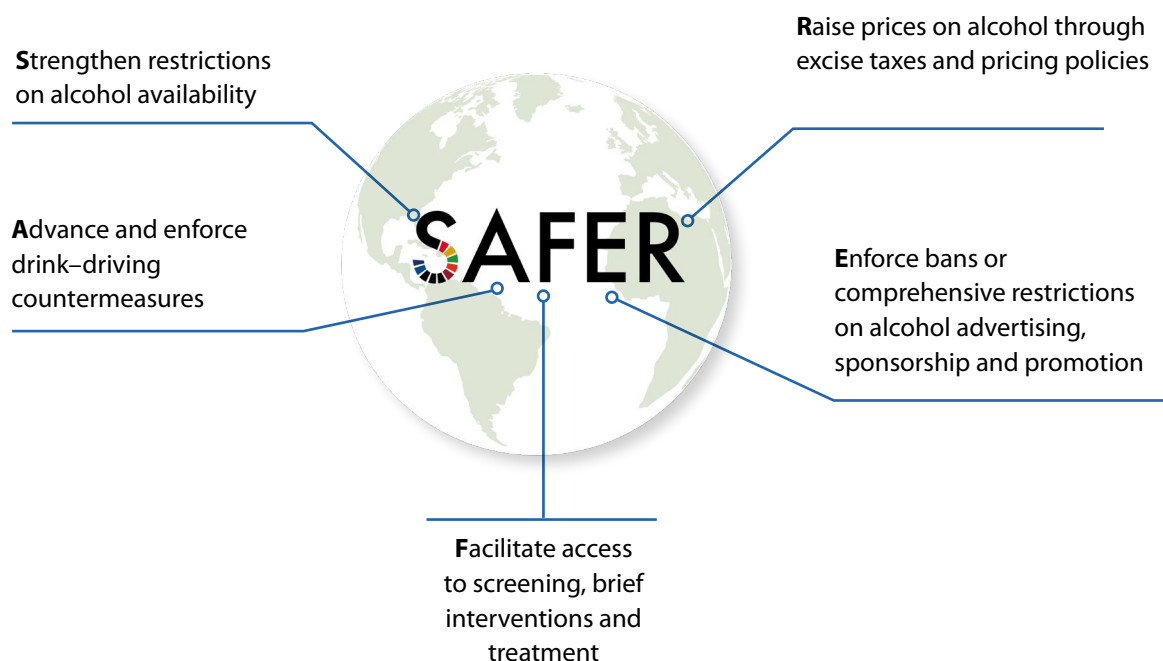 Strengthen restrictions
on alcohol availability
Raise prices on alcohol through
excise taxes and pricing policies
SAFER
Advance and enforce
drink–driving
countermeasures
Enforce bans or
comprehensive restrictions
on alcohol advertising,
sponsorship and promotion
Facilitate access
to screening, brief
interventions and
treatment